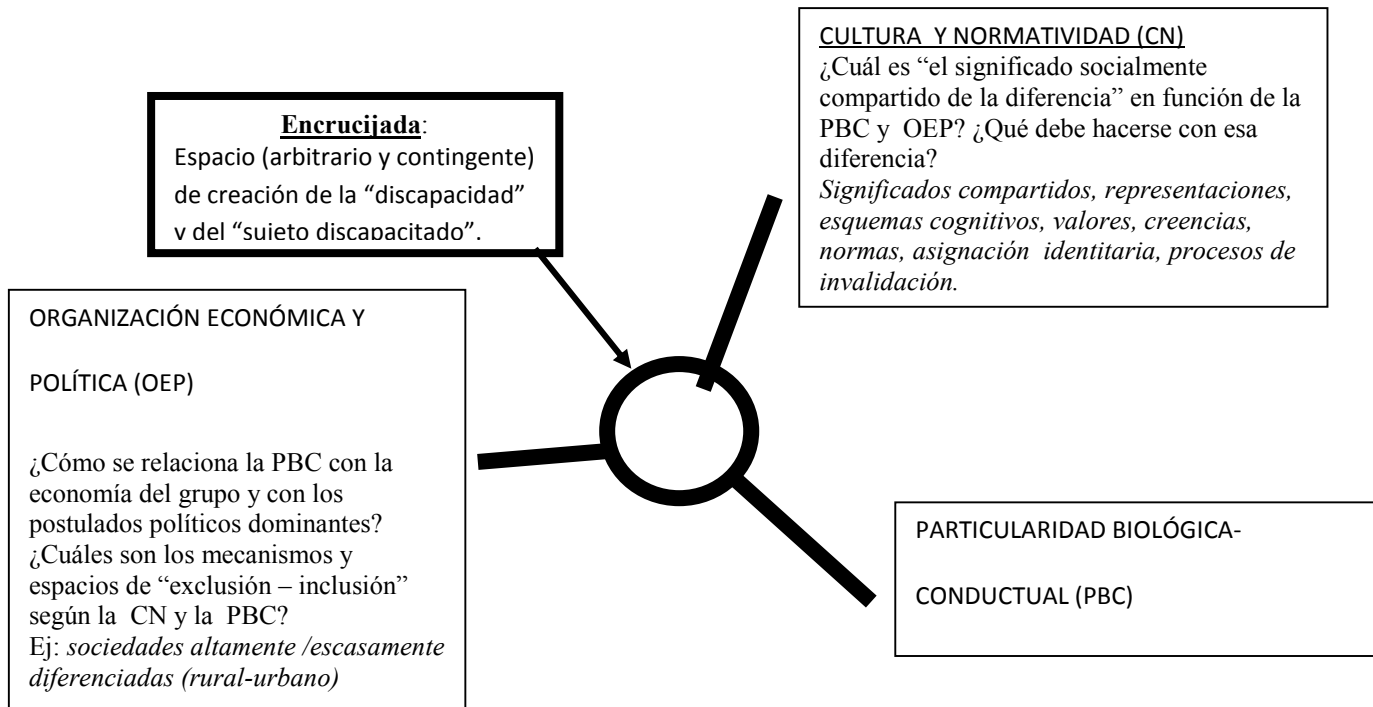 Encrucijada:
Espacio (arbitrario y contingente)
de creación de la “discapacidad”
y del “sujeto discapacitado”.
CULTURA Y NORMATIVIDAD (CN)
¿Cuál es “el significado socialmente
compartido de la diferencia” en función de la
PBC y OEP? ¿Qué debe hacerse con esa
diferencia?
Significados compartidos, representaciones,
esquemas cognitivos, valores, creencias,
normas, asignación identitaria, procesos de
invalidación.
ORGANIZACIÓN ECONÓMICA Y
POLÍTICA (OEP)
¿Cómo se relaciona la PBC con la
economía del grupo y con los
postulados políticos dominantes?
¿Cuáles son los mecanismos y
espacios de “exclusión – inclusión”
según la CN y la PBC?
Ej: sociedades altamente /escasamente
diferenciadas (rural-urbano)
PARTICULARIDAD BIOLÓGICA-
CONDUCTUAL (PBC)